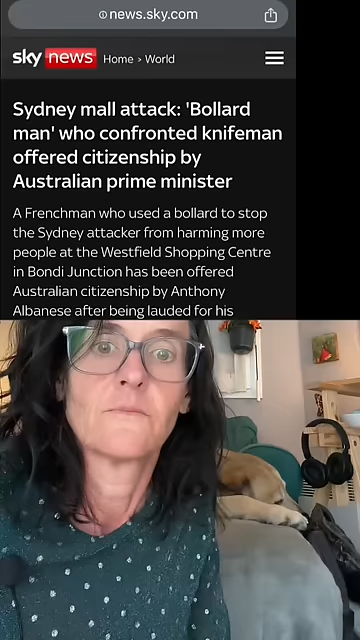 news.sky.com
sky news Home > World
Sydney mall attack: 'Bollard
man' who confronted knifeman
offered citizenship by
Australian prime minister
A Frenchman who used a bollard to stop
the Sydney attacker from harming more
people at the Westfield Shopping Centre
in Bondi Junction has been offered
Australian citizenship by Anthony
Albanese after being lauded for his